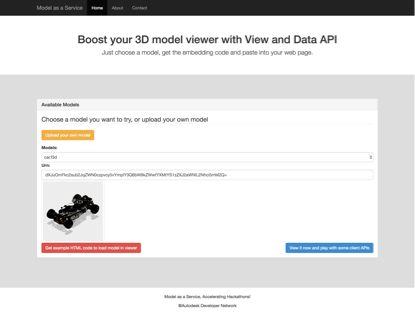 Model as a Service Home About Contact
Boost your 3D model viewer with View and Data API
Just choose a model, get the embedding code and paste into your web page.
Available Models
Choose a model you want to try, or upload your own model
Upload your own model
Models:
Urn:
Get example HTML code to load model in viewer
View it now and play with some client APIs
Model as a Service, Accelerating Hackathons!
@Autodesk Developer Network